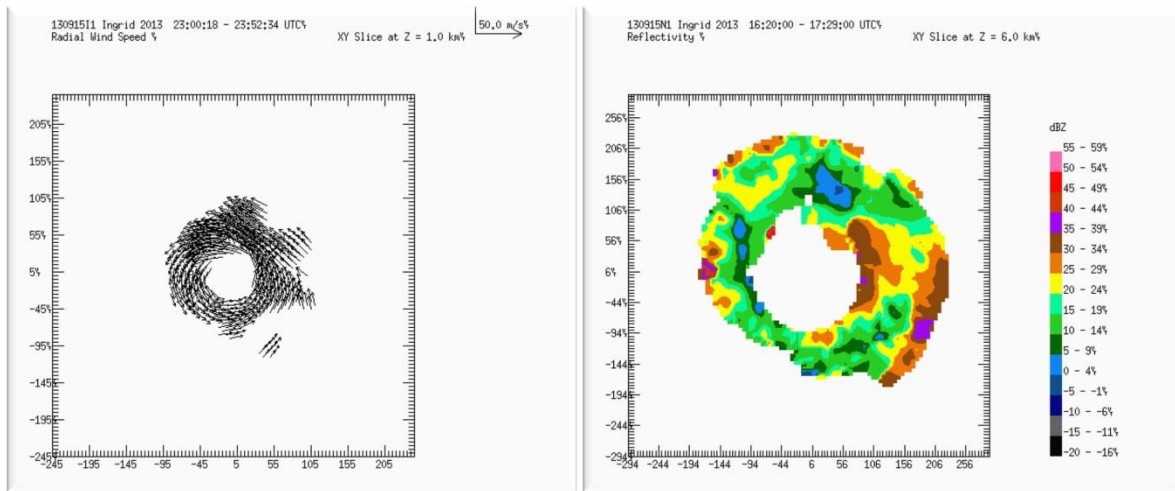 130915I1 Ingrid 2013 23:00:18 - 23:52:34 UTC%
Radial Wind Speed %
XY Slice at Z = 1.0 km%
50.0 m/s%
205%
155%
105%
55%
5%
-45%
-95%
-145%
-195%
-245
-245 -195 -145 -95 -45 5 55 105 155 205
130915N1 Ingrid 2013 16:20:00 - 17:29:00 UTC%
Reflectivity %
XY Slice at Z = 6.0 km%
256%
206%
156%
106%
56%
6%
-44%
-94%
-144%
-194%
-244%
-294
-294 -244 -194 -144 -94 -44 6 56 106 156 206 256
dBZ
55 - 59%
50 - 54%
45 - 49%
40 - 44%
35 - 39%
30 - 34%
25 - 29%
20 - 24%
15 - 19%
10 - 14%
5 - 9%
0 - 4%
-5 - -1%
-10 - -6%
-15 - -11%
-20 - -16%